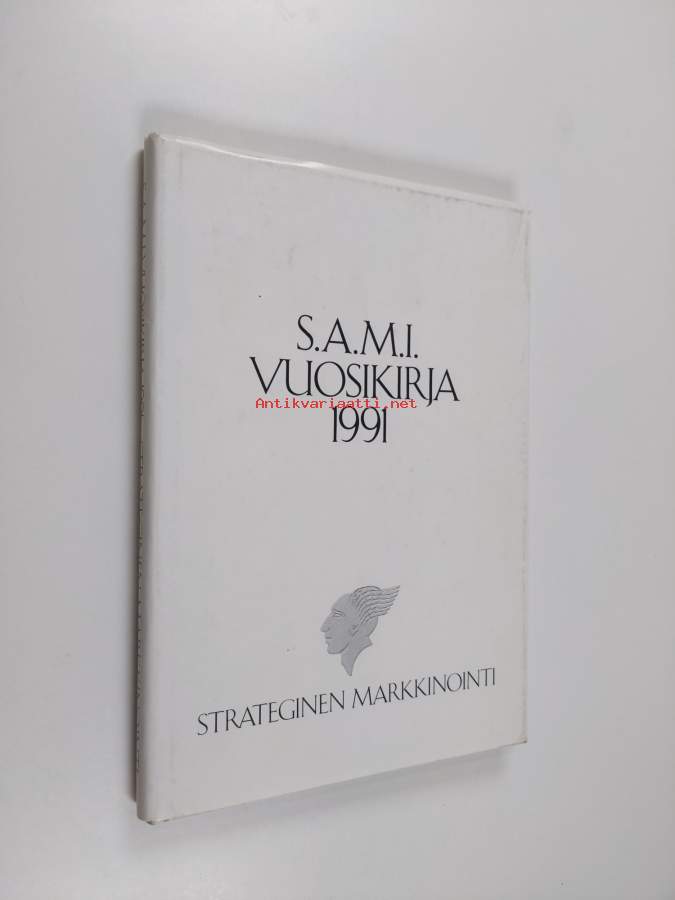 S.A.M.I.
VUOSIKIRJA
Antikvariaatti.net
1991
STRATEGINEN MARKKINOINTI